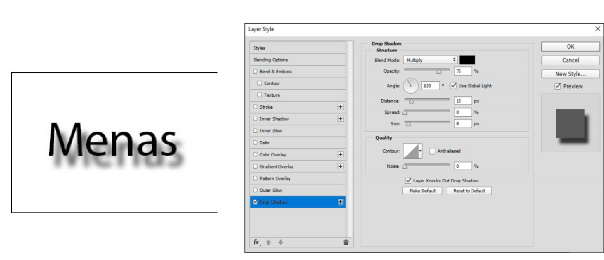 Menas
Layer Style
Styles
Blending Options
Bevel & Emboss
Contour
Texture
Stroke
Inner Shadow
Inner Glow
Satin
Color Overlay
Gradient Overlay
Pattern Overlay
Outer Glow
Drop Shadow
fx
Drop Shadow
Structure
Blend Mode: Multiply
Opacity: 75 %
Angle: 120 ° Use Global Light
Distance: 15 px
Spread: 0 %
Size: 8 px
Quality
Contour: Anti-aliased
Noise: 0 %
Layer Knocks Out Drop Shadow
Make Default Reset to Default
OK
Cancel
New Style...
Preview